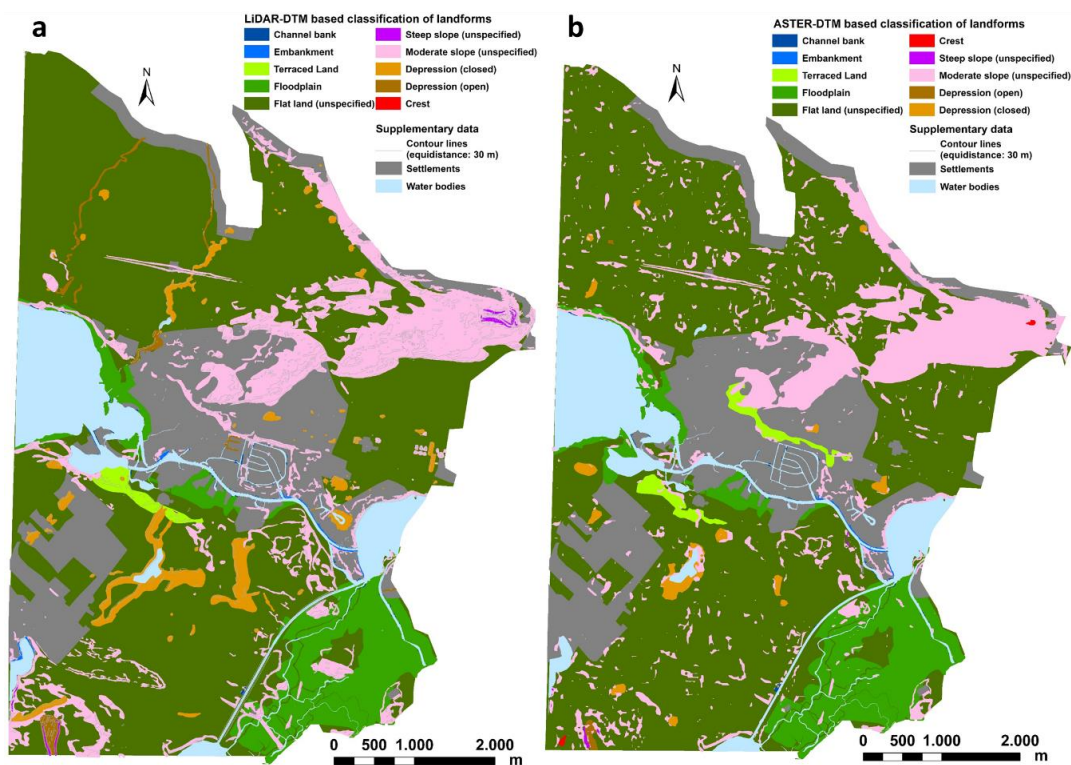 a
LiDAR-DTM based classification of landforms
Channel bank
Embankment
Terraced Land
Floodplain
Flat land (unspecified)
Steep slope (unspecified)
Moderate slope (unspecified)
Depression (closed)
Depression (open)
Crest
N
Supplementary data
Contour lines
(equidistance: 30 m)
Settlements
Water bodies
0 500 1.000 2.000
m
b
ASTER-DTM based classification of landforms
Channel bank
Embankment
Terraced Land
Floodplain
Flat land (unspecified)
Crest
Steep slope (unspecified)
Moderate slope (unspecified)
Depression (open)
Depression (closed)
N
Supplementary data
Contour lines
(equidistance: 30 m)
Settlements
Water bodies
0 500 1.000 2.000
m